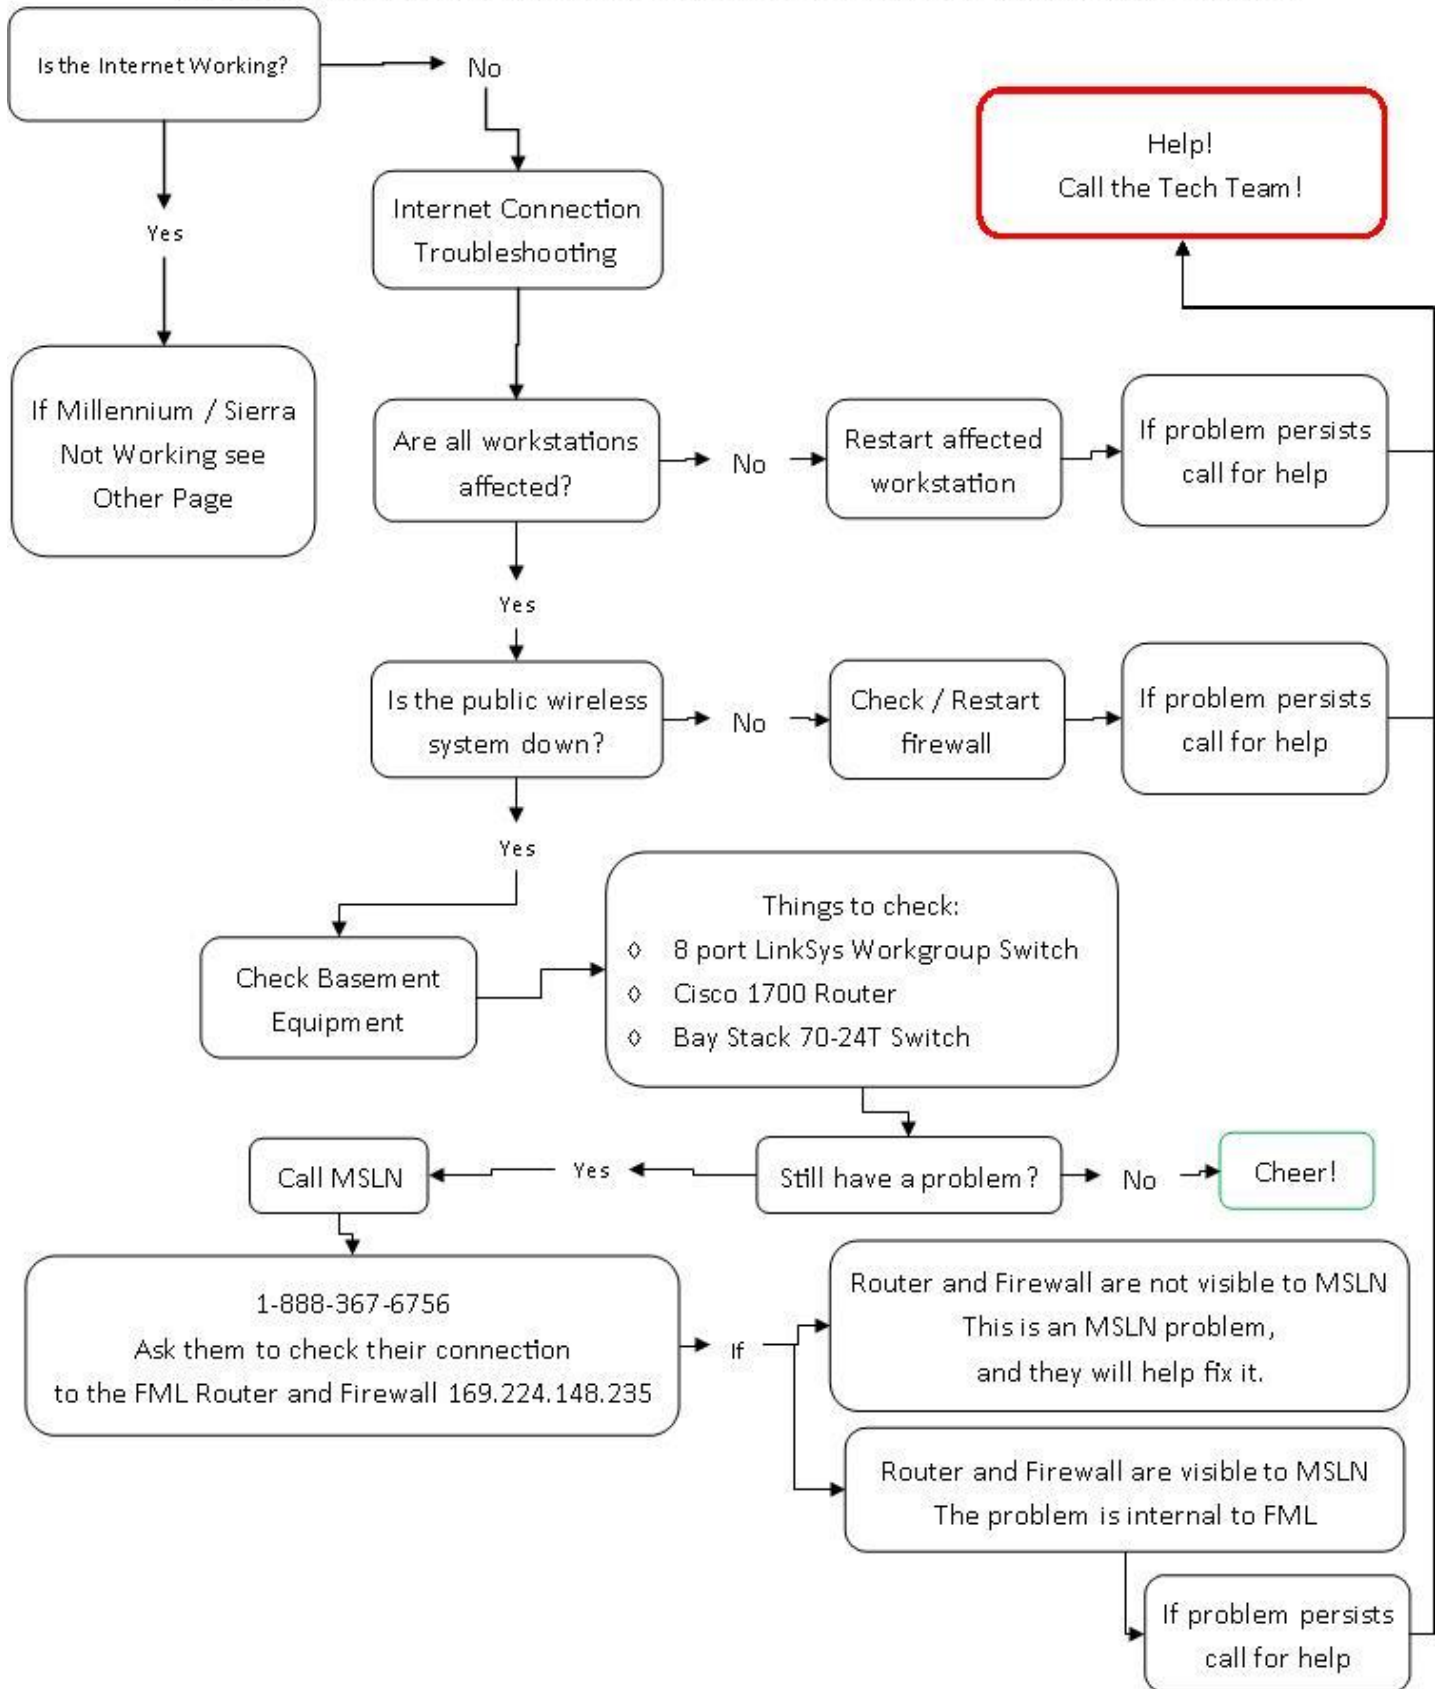 Is the Internet Working?
No
Help!
Call the Tech Team!
Internet Connection
Troubleshooting
Yes
If Millennium / Sierra
Not Working see
Other Page
Are all workstations
affected?
No
Restart affected
workstation
If problem persists
call for help
Yes
Is the public wireless
system down?
No
Check / Restart
firewall
If problem persists
call for help
Yes
Check Basement
Equipment
Things to check:
◊ 8 port LinkSys Workgroup Switch
◊ Cisco 1700 Router
◊ Bay Stack 70-24T Switch
Call MSLN
Yes
Still have a problem?
No
Cheer!
1-888-367-6756
Ask them to check their connection
to the FML Router and Firewall 169.224.148.235
If
Router and Firewall are not visible to MSLN
This is an MSLN problem,
and they will help fix it.
Router and Firewall are visible to MSLN
The problem is internal to FML
If problem persists
call for help